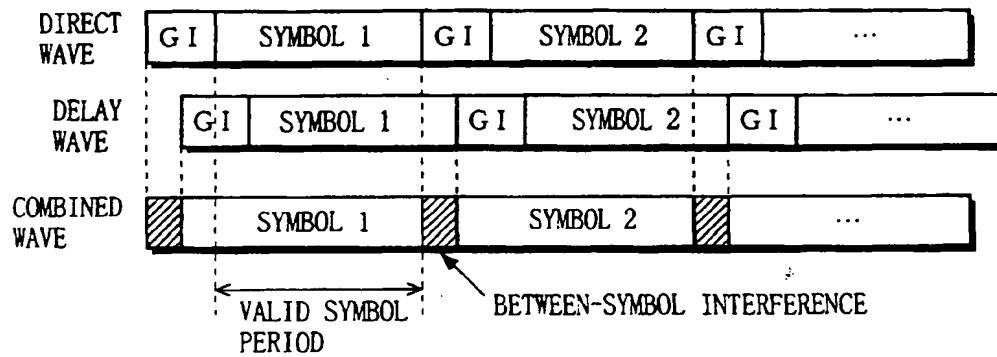 DIRECT WAVE
GI SYMBOL 1 GI SYMBOL 2 GI ...
DELAY WAVE
GI SYMBOL 1 GI SYMBOL 2 GI ...
COMBINED WAVE
SYMBOL 1 SYMBOL 2 ...
VALID SYMBOL PERIOD
BETWEEN-SYMBOL INTERFERENCE